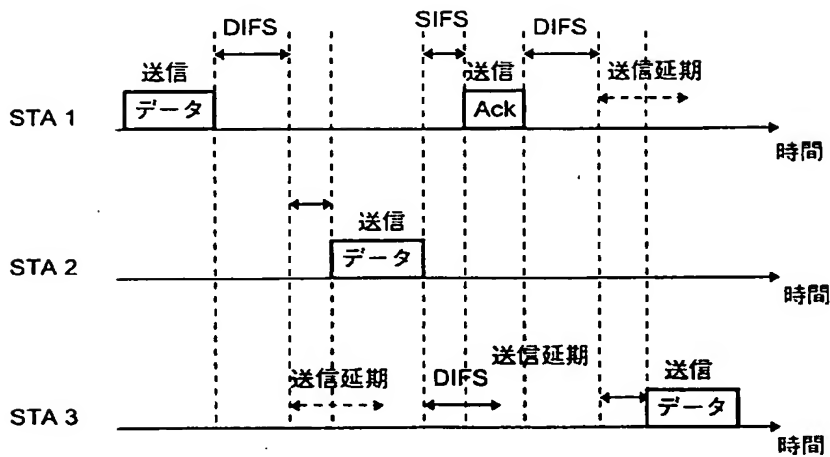 DIFS
SIFS
DIFS
送信
送信
送信延期
STA 1
データ
Ack
時間
送信
STA 2
データ
時間
送信延期
DIFS
送信延期
送信
STA 3
データ
時間